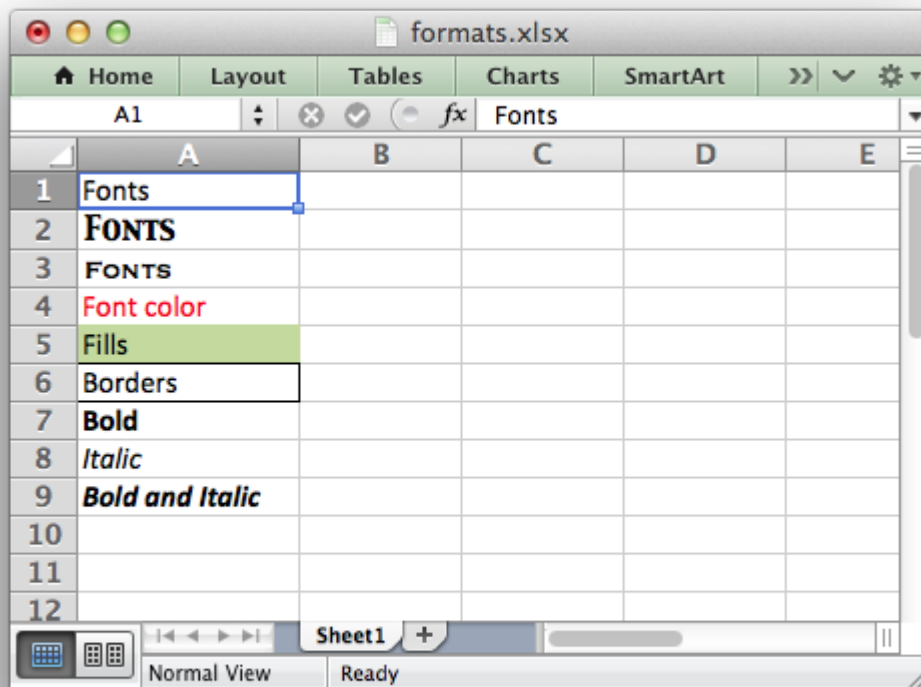 formats.xlsx
Home Layout Tables Charts SmartArt
A1 fx Fonts
A B C D E
1 Fonts
2 FONTS
3 FONTS
4 Font color
5 Fills
6 Borders
7 Bold
8 Italic
9 Bold and Italic
10
11
12
Sheet1
Normal View Ready